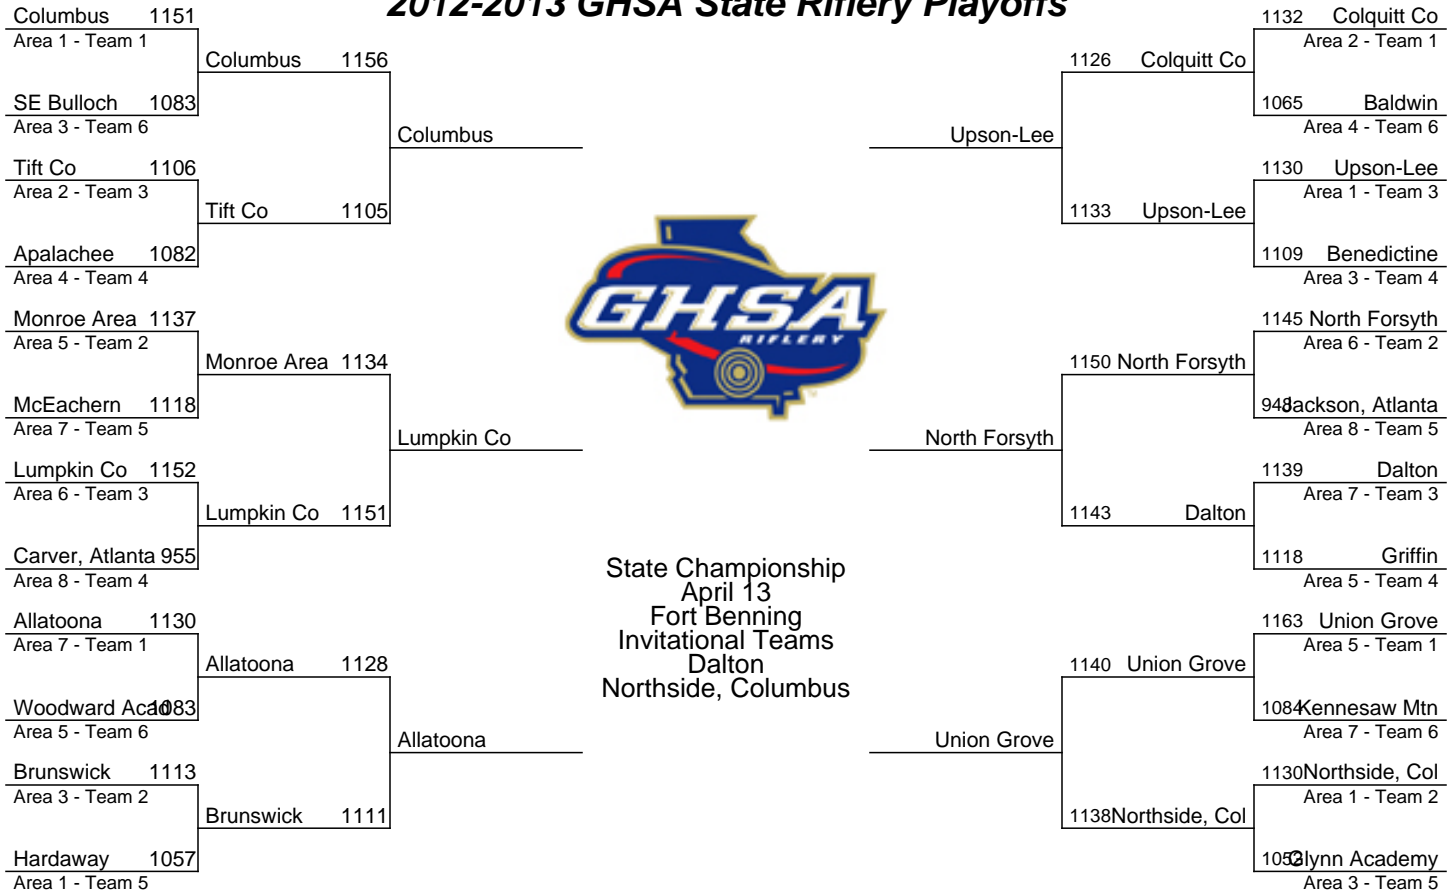 2012-2013 GHSA State Riflery Playoffs
Columbus 1151
Area 1 - Team 1
Columbus 1156
SE Bulloch 1083
Area 3 - Team 6
Columbus
Tift Co 1106
Area 2 - Team 3
Tift Co 1105
Apalachee 1082
Area 4 - Team 4
Monroe Area 1137
Area 5 - Team 2
Monroe Area 1134
McEachern 1118
Area 7 - Team 5
Lumpkin Co
Lumpkin Co 1152
Area 6 - Team 3
Lumpkin Co 1151
Carver, Atlanta 955
Area 8 - Team 4
Allatoona 1130
Area 7 - Team 1
Allatoona 1128
Woodward Acad 1083
Area 5 - Team 6
Allatoona
Brunswick 1113
Area 3 - Team 2
Brunswick 1111
Hardaway 1057
Area 1 - Team 5
GHSA
RIFLERY
State Championship
April 13
Fort Benning
Invitational Teams
Dalton
Northside, Columbus
1132 Colquitt Co
Area 2 - Team 1
1126 Colquitt Co
1065 Baldwin
Area 4 - Team 6
Upson-Lee
1130 Upson-Lee
Area 1 - Team 3
1133 Upson-Lee
1109 Benedictine
Area 3 - Team 4
1145 North Forsyth
Area 6 - Team 2
1150 North Forsyth
Jackson, Atlanta
Area 8 - Team 5
North Forsyth
1139 Dalton
Area 7 - Team 3
1143 Dalton
1118 Griffin
Area 5 - Team 4
1163 Union Grove
Area 5 - Team 1
1140 Union Grove
1084 Kennesaw Mtn
Area 7 - Team 6
Union Grove
1130 Northside, Col
Area 1 - Team 2
1138 Northside, Col
Glynn Academy
Area 3 - Team 5